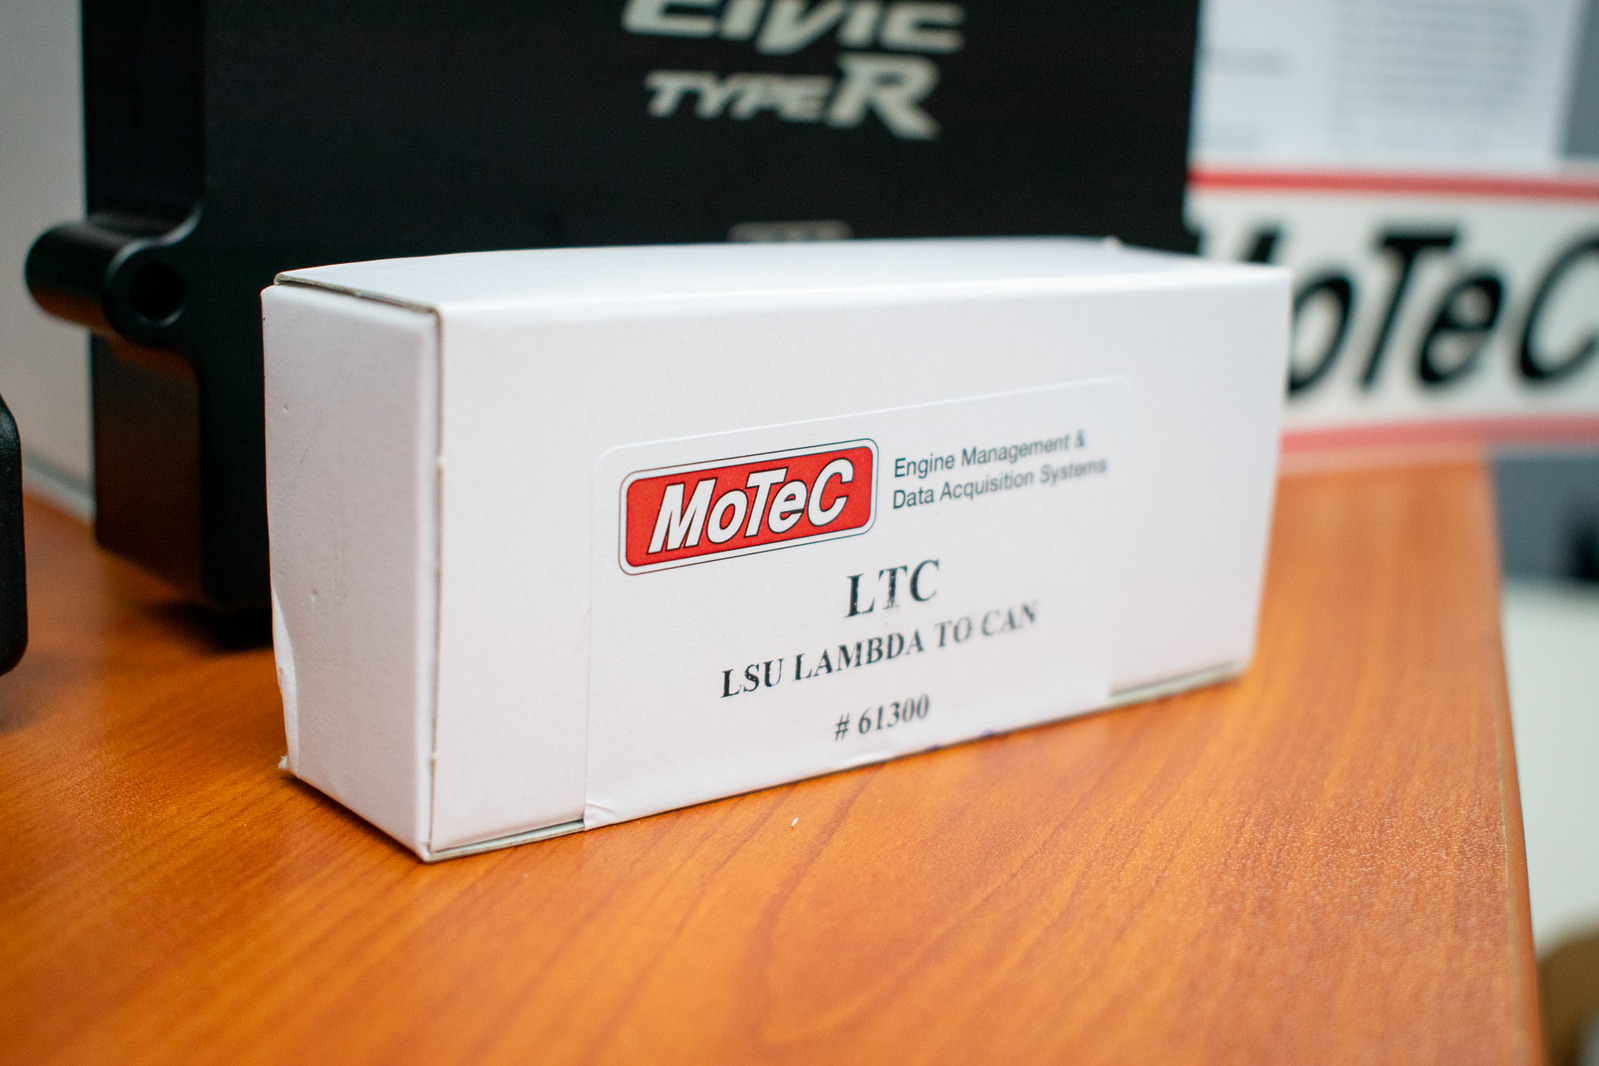 CIVIC
TYPE R
MoTeC
MoTeC
Engine Management &
Data Acquisition Systems
LTC
LSU LAMBDA TO CAN
# 61300